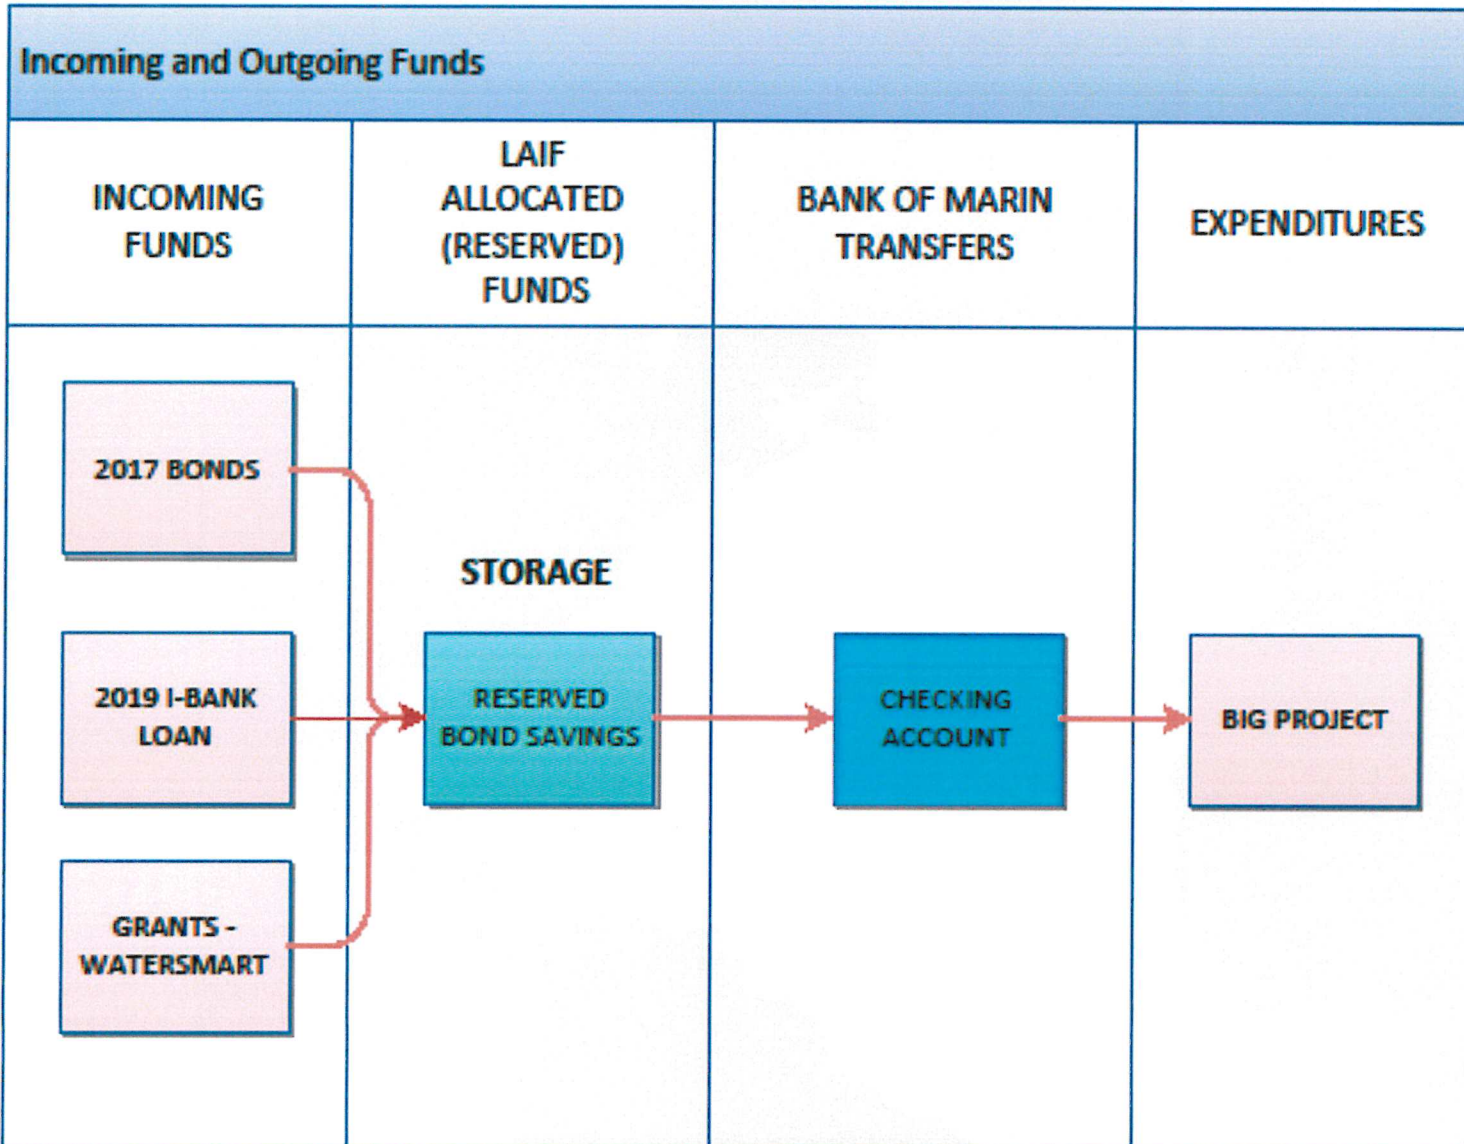 Incoming and Outgoing Funds
INCOMING
FUNDS
LAIF
ALLOCATED
(RESERVED)
FUNDS
BANK OF MARIN
TRANSFERS
EXPENDITURES
2017 BONDS
STORAGE
2019 I-BANK
LOAN
RESERVED
BOND SAVINGS
CHECKING
ACCOUNT
BIG PROJECT
GRANTS -
WATERSMART